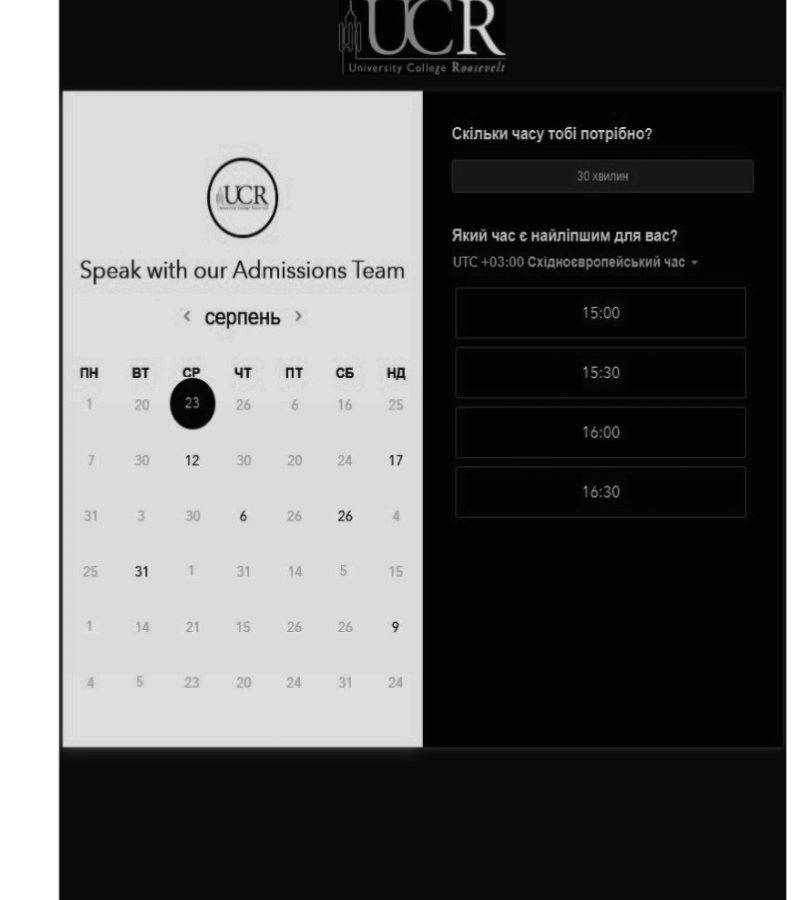 UCR
University College Roosevelt
UCR
Speak with our Admissions Team
< серпень >
ПН ВТ СР ЧТ ПТ СБ НД
1 20 23 26 6 16 25
7 30 12 30 20 24 17
31 3 30 6 26 26 4
25 31 1 31 14 5 15
1 14 21 15 26 26 9
4 5 23 20 24 31 24
Скільки часу тобі потрібно?
30 хвилин
Який час є найліпшим для вас?
UTC +03:00 Східноєвропейський час
15:00
15:30
16:00
16:30